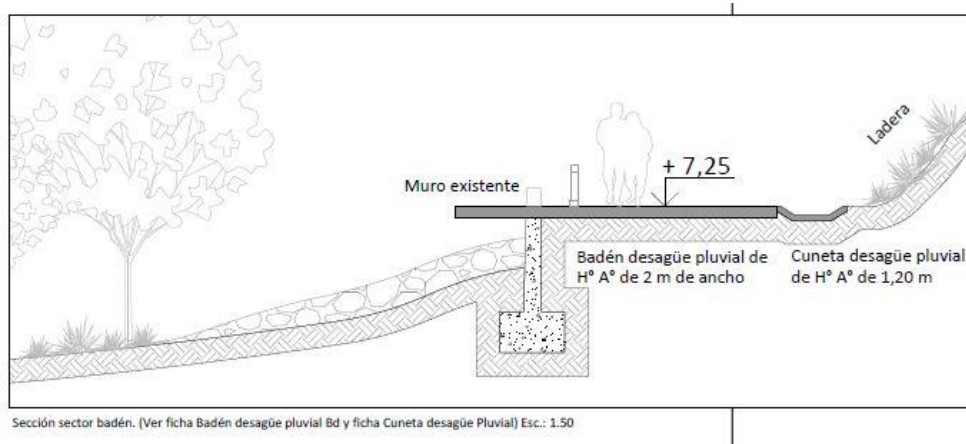 Ladera
+ 7,25
Muro existente
Badén desagüe pluvial de
H° A° de 2 m de ancho
Cuneta desagüe pluvial
de H° A° de 1,20 m
Sección sector badén. (Ver ficha Badén desagüe pluvial Bd y ficha Cuneta desagüe Pluvial) Esc.: 1.50